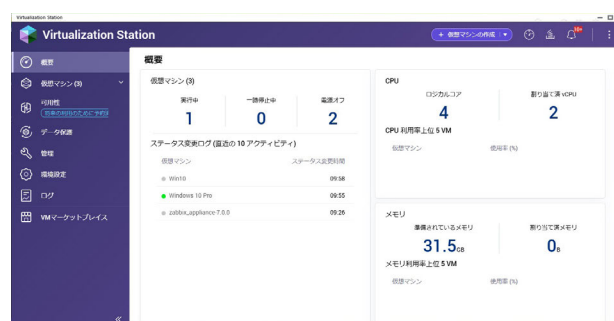 Virtualization Station
Virtualization Station
+ 仮想マシンの作成
10+
概要
仮想マシン (3)
可用性
データ保護
管理
環境設定
ログ
VMマーケットプレイス
概要
仮想マシン (3)
実行中 一時停止中 電源オフ
1 0 2
ステータス変更ログ (直近の 10 アクティビティ)
仮想マシン ステータス変更時間
Win10 09:58
Windows 10 Pro 09:55
zabbix_appliance-7.0.0 09:26
CPU
ロジカルコア 割り当て済 vCPU
4 2
CPU 利用率上位 5 VM
仮想マシン 使用率 (%)
メモリ
準備されているメモリ 割り当て済メモリ
31.5 GB 0 B
メモリ利用率上位 5 VM
仮想マシン 使用率 (%)